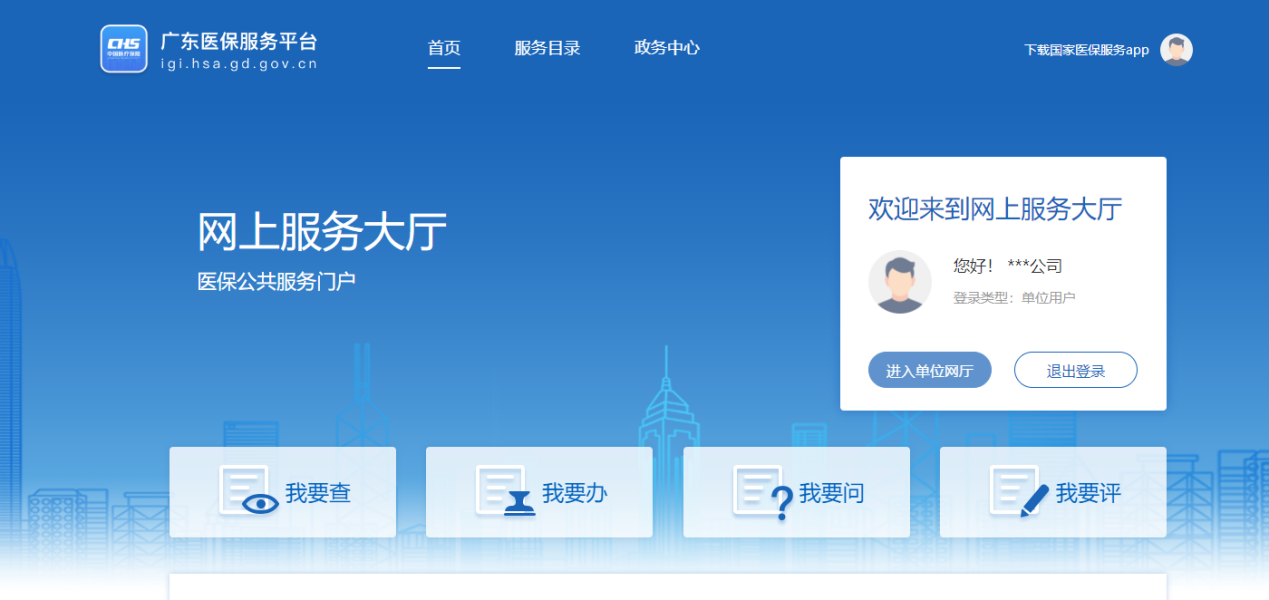 CHS
广东医保服务平台
igi.hsa.gd.gov.cn
首页
服务目录
政务中心
下载国家医保服务app
网上服务大厅
医保公共服务门户
欢迎来到网上服务大厅
您好！ ***公司
登录类型：单位用户
进入单位网厅
退出登录
我要查
我要办
我要问
我要评